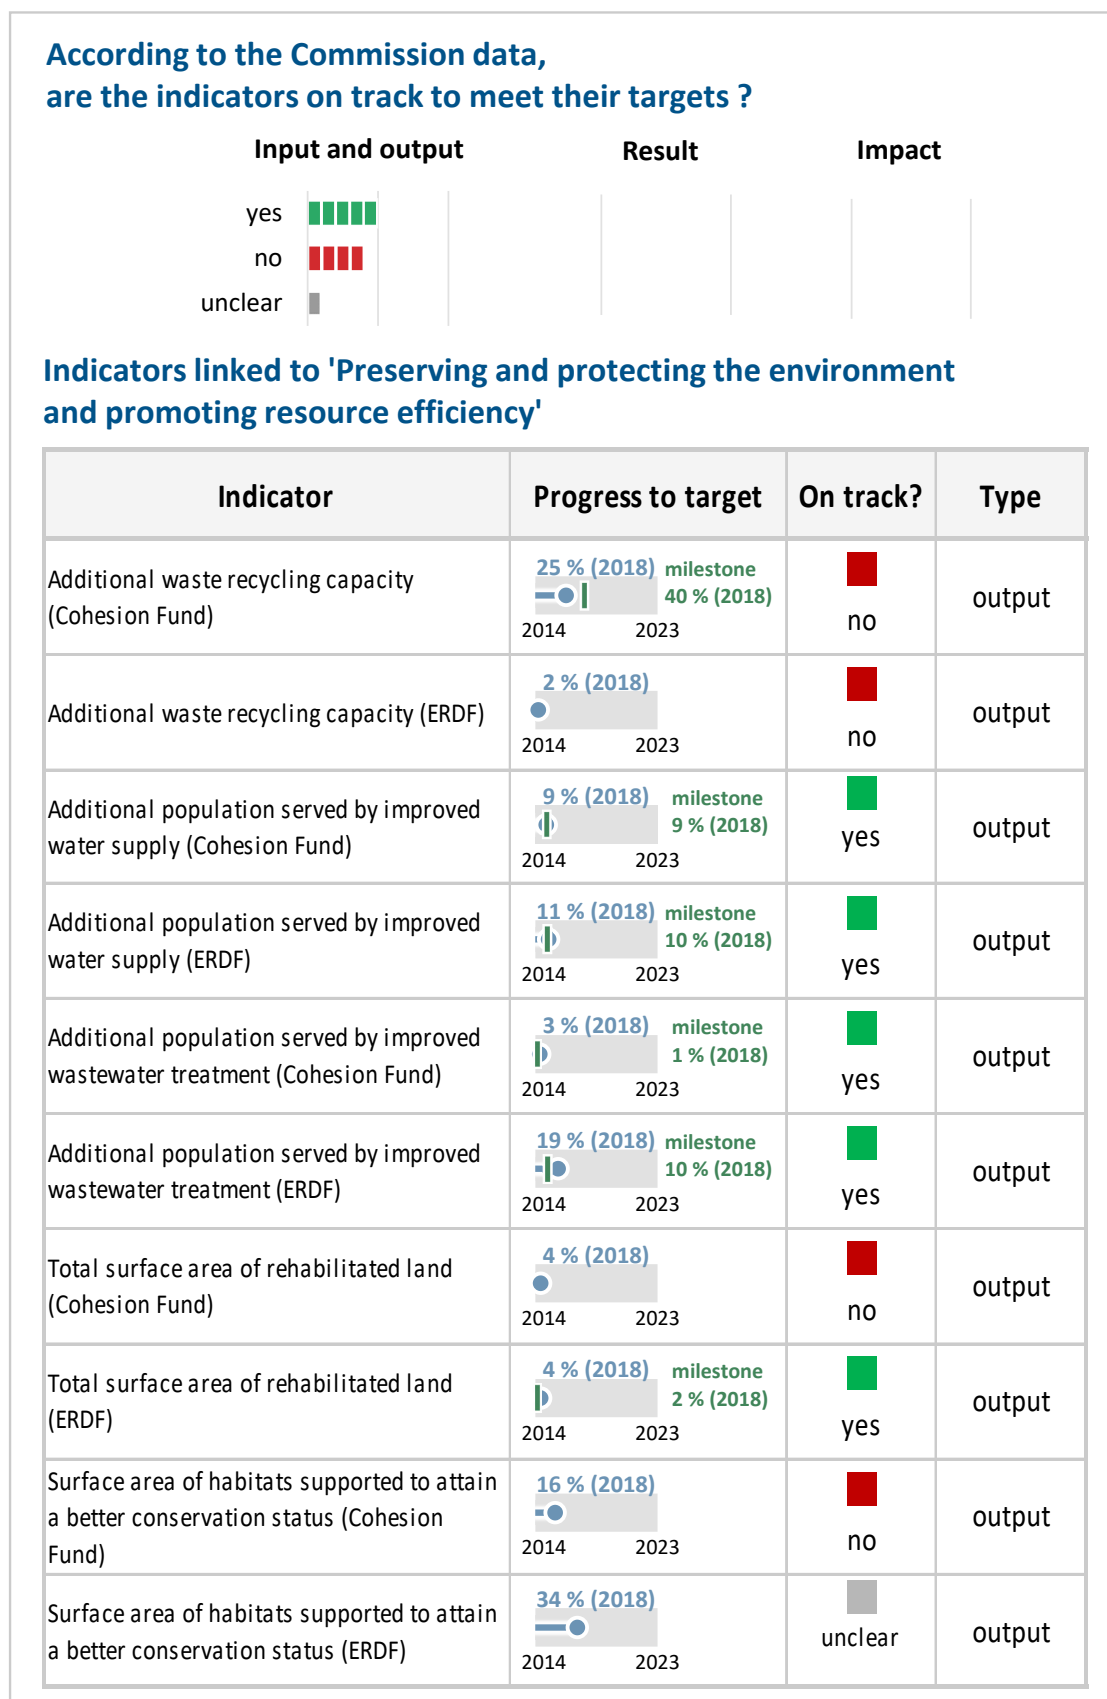 According to the Commission data,
are the indicators on track to meet their targets ?
Input and output
Result
Impact
yes
no
unclear
Indicators linked to 'Preserving and protecting the environment
and promoting resource efficiency'
Indicator
Progress to target
On track?
Type
Additional waste recycling capacity
(Cohesion Fund)
25 % (2018)
milestone
40 % (2018)
2014
2023
no
output
Additional waste recycling capacity (ERDF)
2 % (2018)
2014
2023
no
output
Additional population served by improved
water supply (Cohesion Fund)
9 % (2018)
milestone
9 % (2018)
2014
2023
yes
output
Additional population served by improved
water supply (ERDF)
11 % (2018)
milestone
10 % (2018)
2014
2023
yes
output
Additional population served by improved
wastewater treatment (Cohesion Fund)
3 % (2018)
milestone
1 % (2018)
2014
2023
yes
output
Additional population served by improved
wastewater treatment (ERDF)
19 % (2018)
milestone
10 % (2018)
2014
2023
yes
output
Total surface area of rehabilitated land
(Cohesion Fund)
4 % (2018)
2014
2023
no
output
Total surface area of rehabilitated land
(ERDF)
4 % (2018)
milestone
2 % (2018)
2014
2023
yes
output
Surface area of habitats supported to attain
a better conservation status (Cohesion
Fund)
16 % (2018)
2014
2023
no
output
Surface area of habitats supported to attain
a better conservation status (ERDF)
34 % (2018)
2014
2023
unclear
output